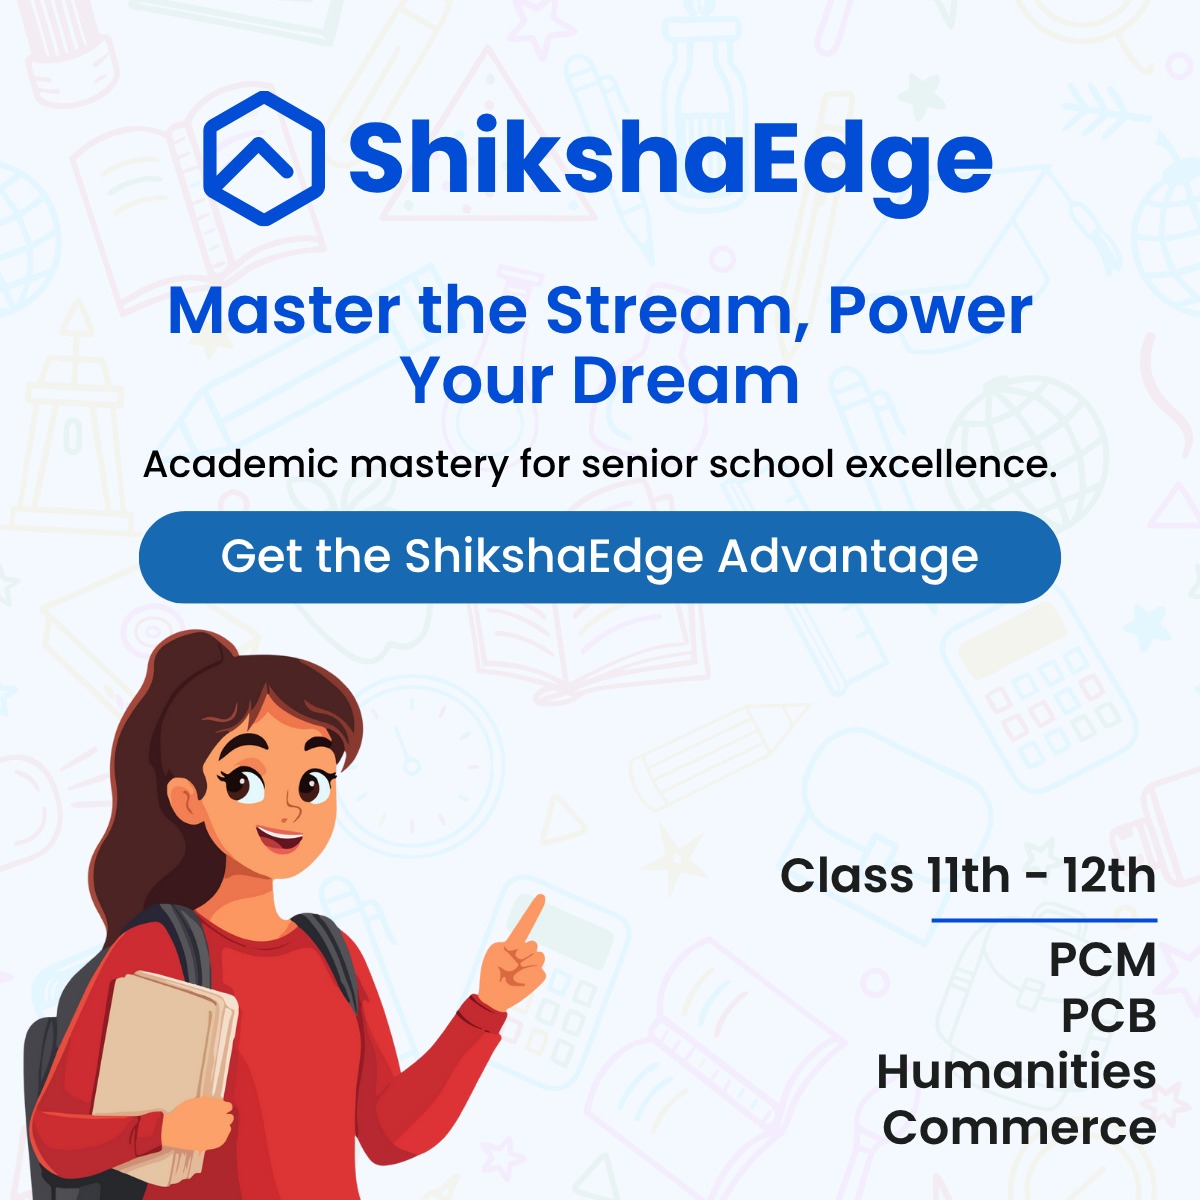 ShikshaEdge
Master the Stream, Power
Your Dream
Academic mastery for senior school excellence.
Get the ShikshaEdge Advantage
Class 11th - 12th
PCM
PCB
Humanities
Commerce